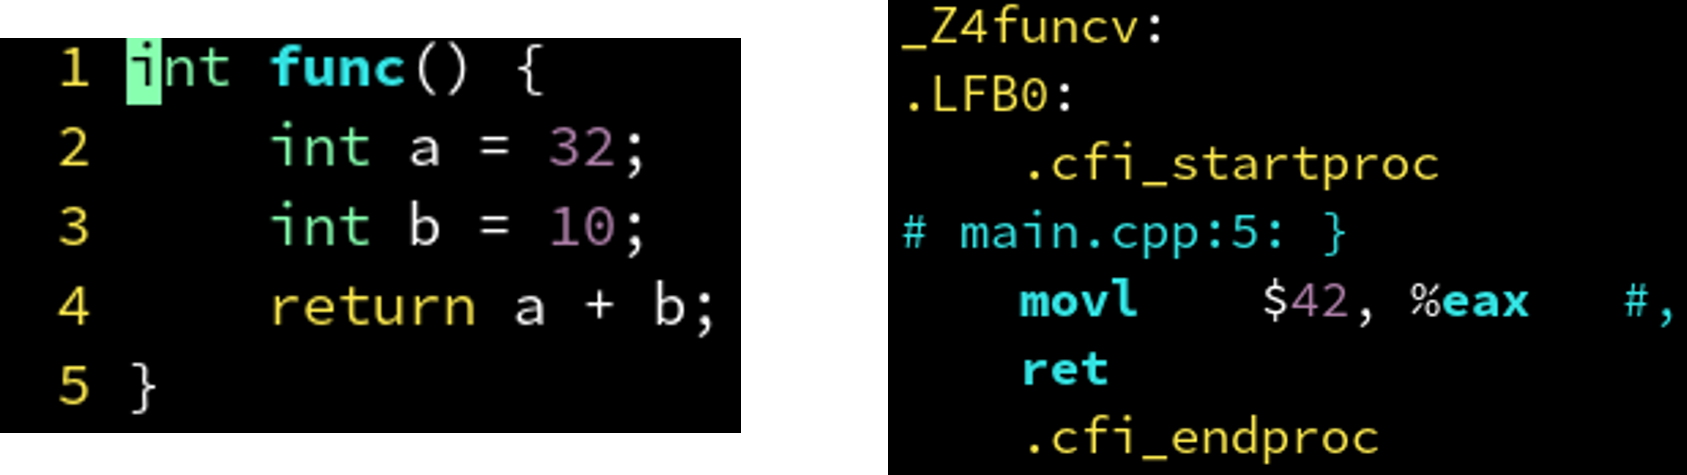 1 int func() {
2     int a = 32;
3     int b = 10;
4     return a + b;
5 }
_Z4funcv:
.LFB0:
    .cfi_startproc
# main.cpp:5: }
    movl    $42, %eax   #,
    ret
    .cfi_endproc